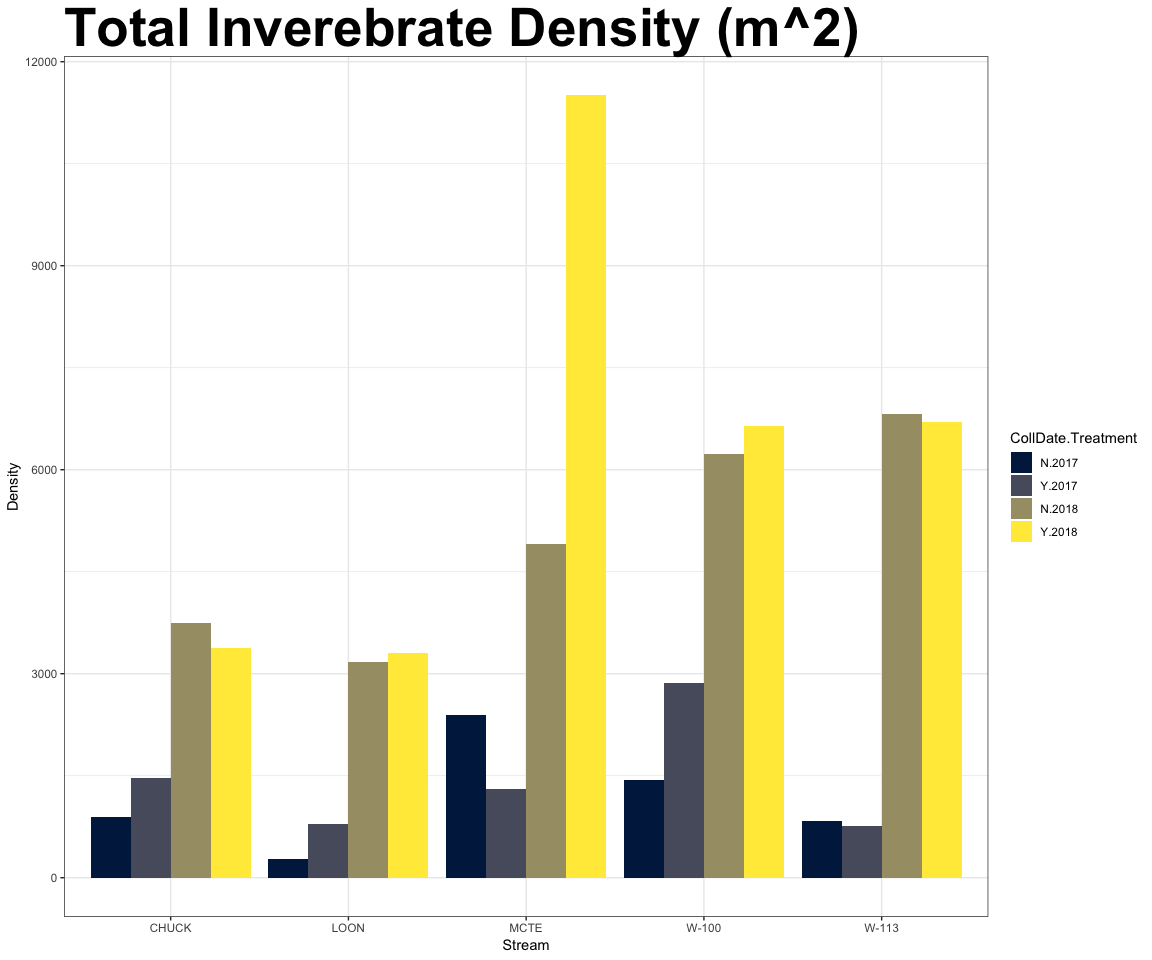 Total Inverebrate Density (m^2)
12000
9000
6000
3000
0
Density
CHUCK
LOON
MCTE
W-100
W-113
Stream
CollDate.Treatment
N.2017
Y.2017
N.2018
Y.2018